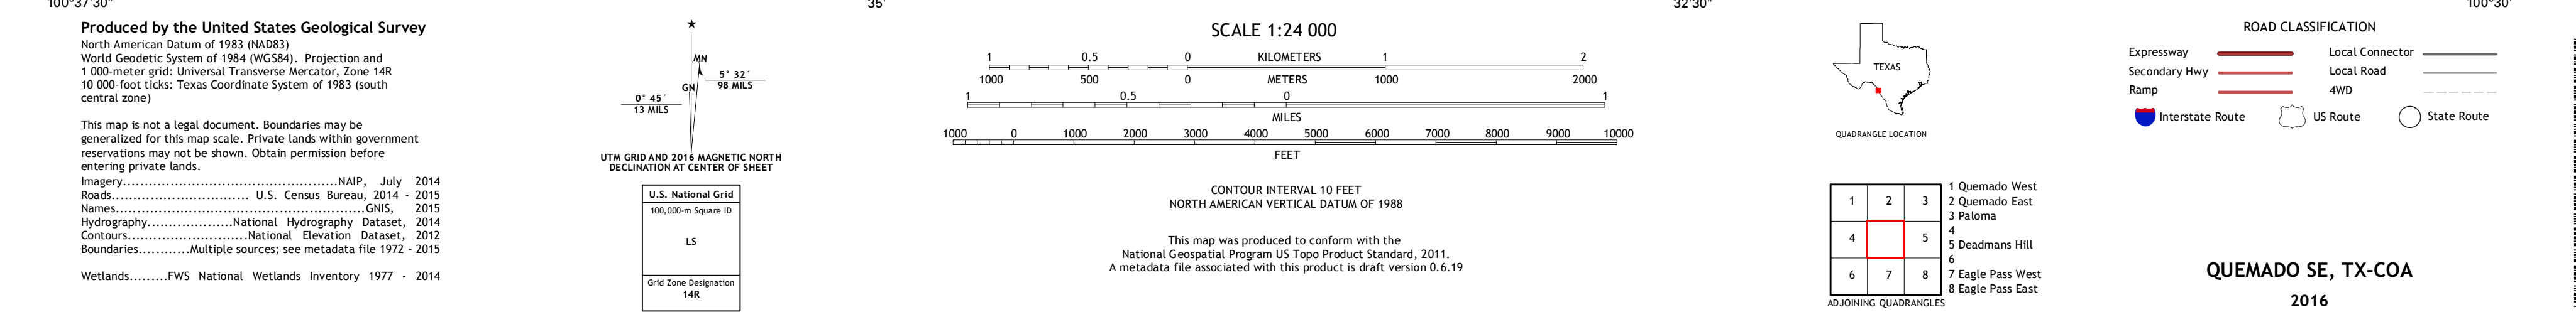 100°37'30"
35'
32'30"
100°30'
Produced by the United States Geological Survey
North American Datum of 1983 (NAD83)
World Geodetic System of 1984 (WGS84). Projection and
1 000-meter grid: Universal Transverse Mercator, Zone 14R
10 000-foot ticks: Texas Coordinate System of 1983 (south
central zone)
This map is not a legal document. Boundaries may be
generalized for this map scale. Private lands within government
reservations may not be shown. Obtain permission before
entering private lands.
Imagery................................................NAIP, July 2014
Roads.............................. U.S. Census Bureau, 2014 - 2015
Names........................................................GNIS, 2015
Hydrography...................National Hydrography Dataset, 2014
Contours...........................National Elevation Dataset, 2012
Boundaries............Multiple sources; see metadata file 1972 - 2015
Wetlands.........FWS National Wetlands Inventory 1977 - 2014
MN
GN
5° 32´
98 MILS
0° 45´
13 MILS
UTM GRID AND 2016 MAGNETIC NORTH
DECLINATION AT CENTER OF SHEET
U.S. National Grid
100,000-m Square ID
LS
Grid Zone Designation
14R
SCALE 1:24 000
1 0.5 0 KILOMETERS 1 2
1000 500 0 METERS 1000 2000
1 0.5 0 1
MILES
1000 0 1000 2000 3000 4000 5000 6000 7000 8000 9000 10000
FEET
CONTOUR INTERVAL 10 FEET
NORTH AMERICAN VERTICAL DATUM OF 1988
This map was produced to conform with the
National Geospatial Program US Topo Product Standard, 2011.
A metadata file associated with this product is draft version 0.6.19
TEXAS
QUADRANGLE LOCATION
1 2 3
4 5
6 7 8
ADJOINING QUADRANGLES
1 Quemado West
2 Quemado East
3 Paloma
4
5 Deadmans Hill
6
7 Eagle Pass West
8 Eagle Pass East
ROAD CLASSIFICATION
Expressway
Local Connector
Secondary Hwy
Local Road
Ramp
4WD
Interstate Route
US Route
State Route
QUEMADO SE, TX-COA
2016